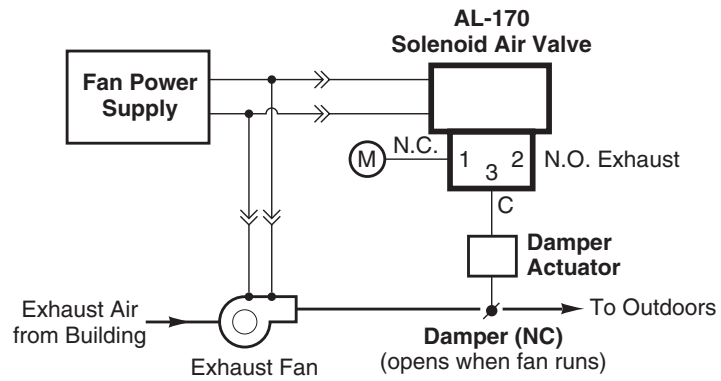 AL-170
Solenoid Air Valve
Fan Power
Supply
N.C.
M
1
2
3
N.O. Exhaust
C
Damper
Actuator
Exhaust Air
from Building
To Outdoors
Damper (NC)
(opens when fan runs)
Exhaust Fan